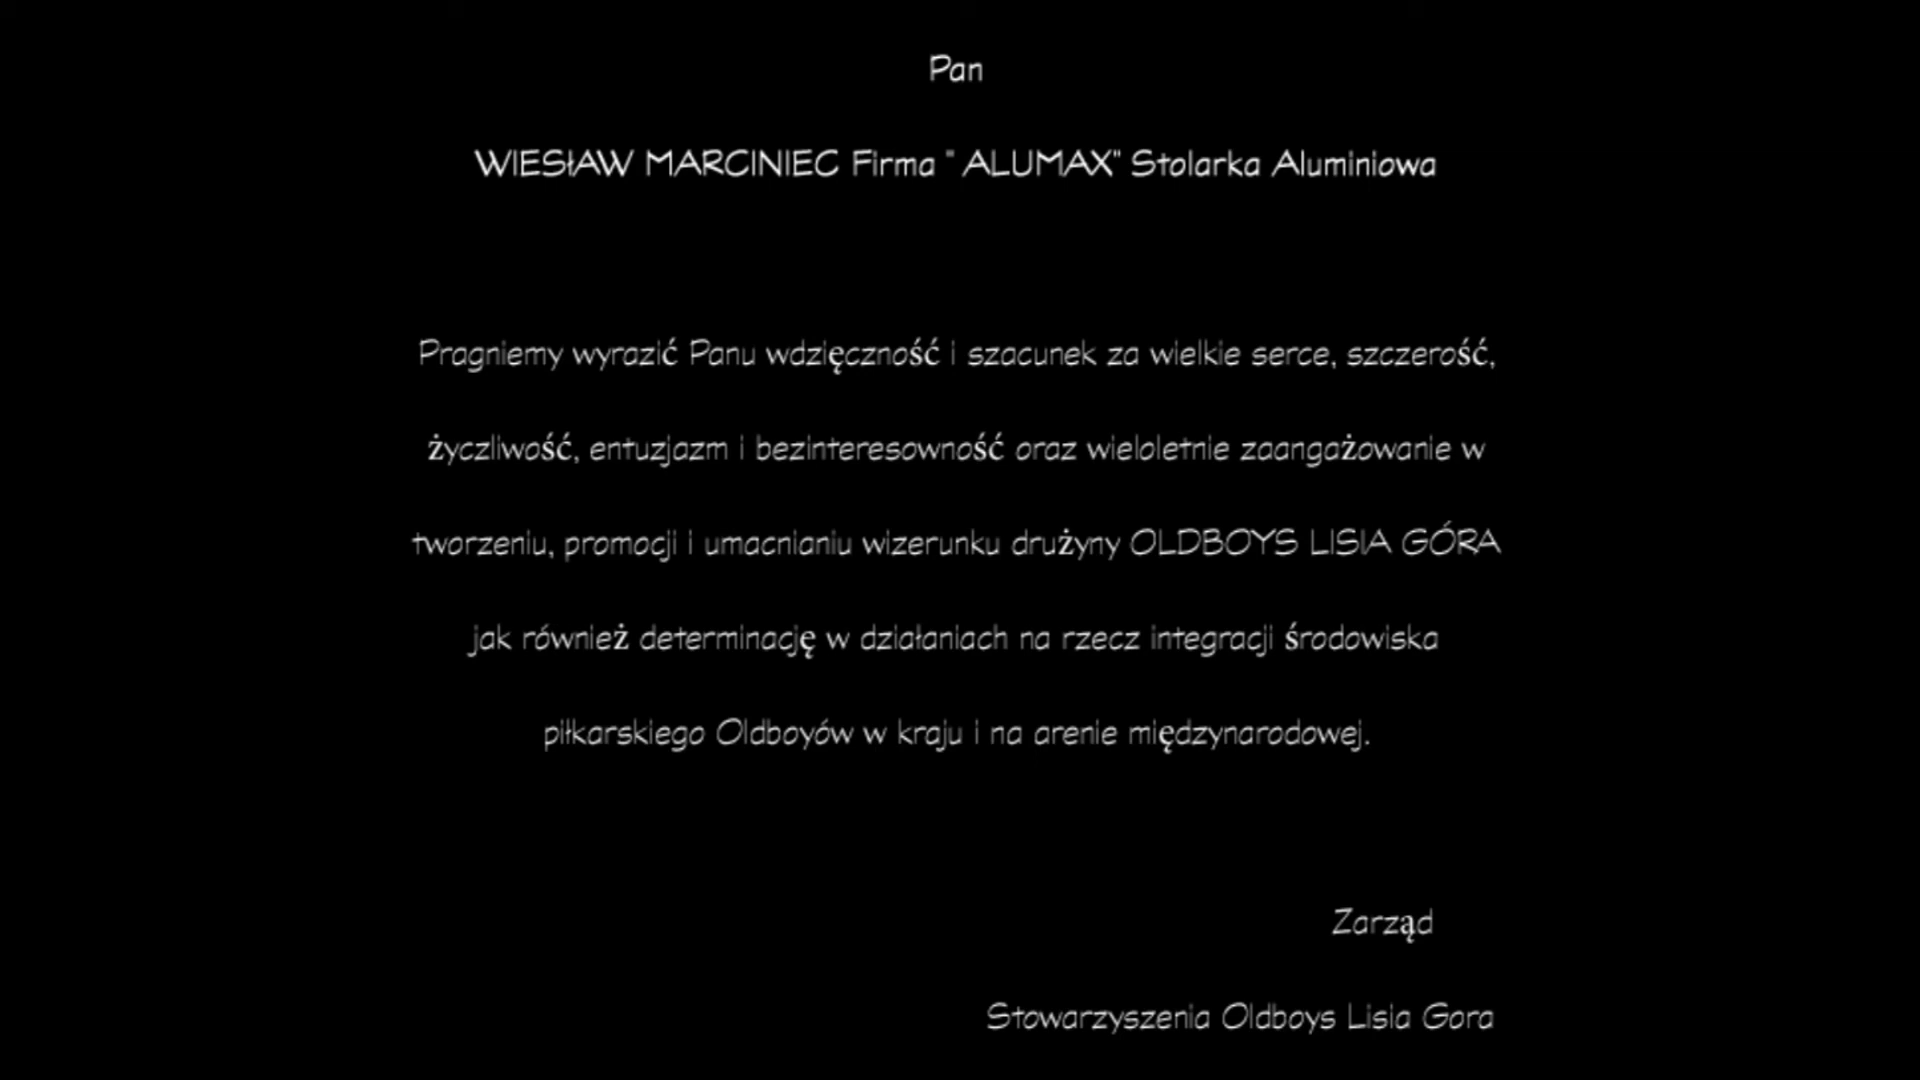 Pan
WIESŁAW MARCINIEC Firma " ALUMAX" Stolarka Aluminiowa
Pragniemy wyrazić Panu wdzięczność i szacunek za wielkie serce, szczerość,
życzliwość, entuzjazm i bezinteresowność oraz wieloletnie zaangażowanie w
tworzeniu, promocji i umacnianiu wizerunku drużyny OLDBOYS LISIA GÓRA
jak również determinację w działaniach na rzecz integracji środowiska
piłkarskiego Oldboyów w kraju i na arenie międzynarodowej.
Zarząd
Stowarzyszenia Oldboys Lisia Gora